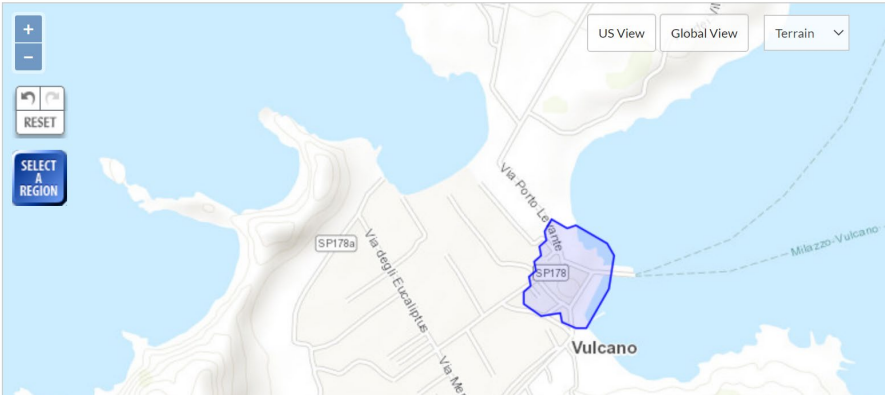 +
US View
Global View
Terrain
–
RESET
SELECT
A
REGION
Via Porto Levante
SP178a
Via degli Eucaliptus
SP178
Milazzo-Vulcano
Vulcano